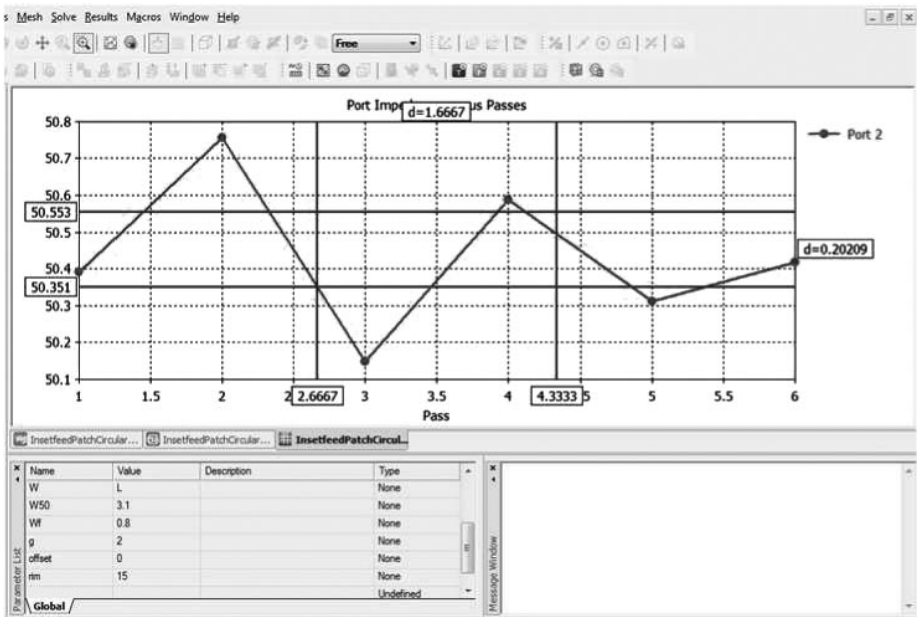 s Mesh Solve Results Macros Window Help
Free
Port Impe us Passes
d=1.6667
50.8
50.7
50.6
50.553
50.5
50.4
50.351
50.3
50.2
50.1
Port 2
d=0.20209
1 1.5 2 2 2.6667 3 3.5 4 4.3333 5 5 5.5 6
Pass
InsetfeedPatchCircular... InsetfeedPatchCircular... InsetfeedPatchCircul...
Name Value Description Type
W L None
W50 3.1 None
Wf 0.8 None
g 2 None
offset 0 None
rim 15 None
Undefined
Global
Parameter List
Message Window